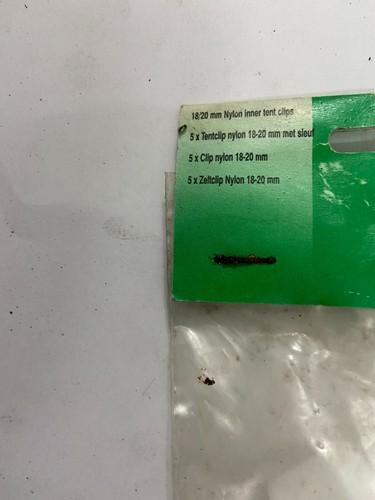 18/20 mm Nylon inner tent clips
5 x Tentclip nylon 18-20 mm met sleuf
5 x Clip nylon 18-20 mm
5 x Zeltclip Nylon 18-20 mm